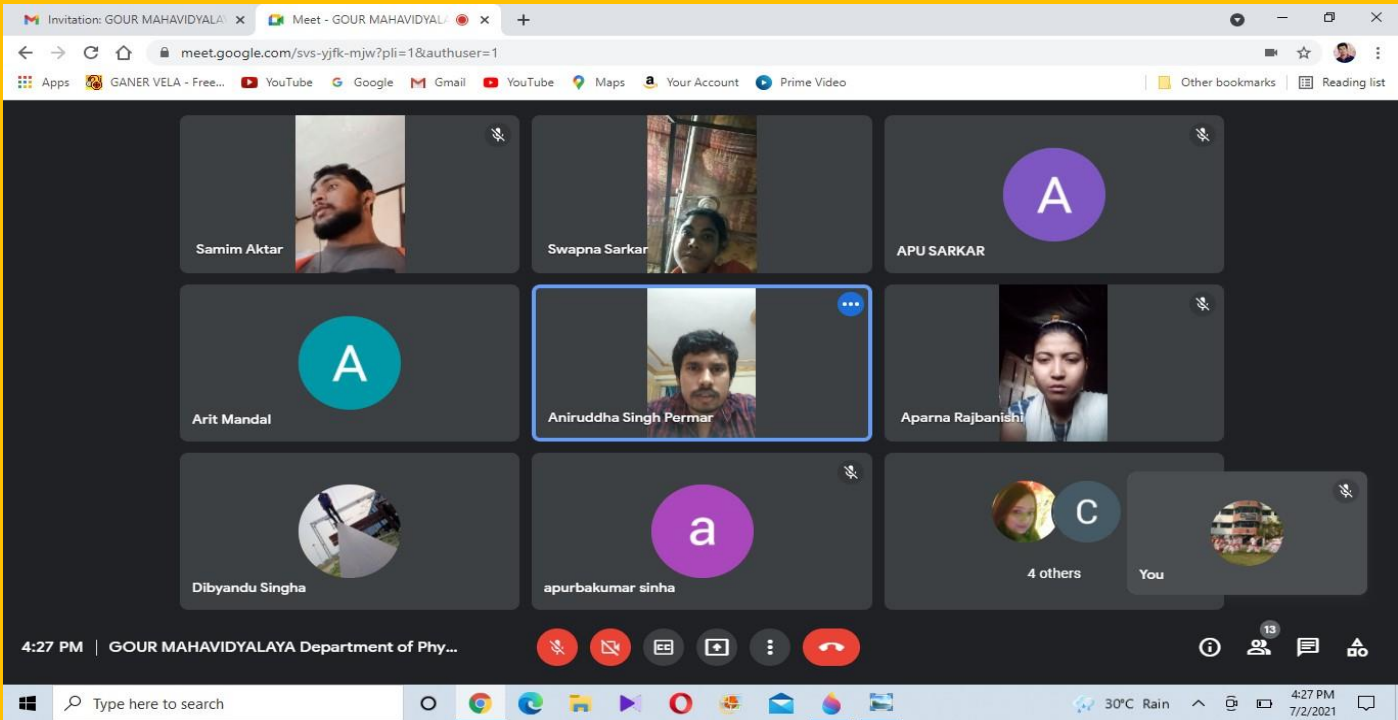 Invitation: GOUR MAHAVIDYALA
Meet - GOUR MAHAVIDYAL
meet.google.com/svs-yjfk-mjw?pli=1&authuser=1
Apps GANER VELA - Free... YouTube Google Gmail YouTube Maps Your Account Prime Video Other bookmarks Reading list
Samim Aktar
Swapna Sarkar
A
APU SARKAR
A
Arit Mandal
Aniruddha Singh Permar
Aparna Rajbanishi
Dibyandu Singha
a
apurbakumar sinha
C
4 others
You
4:27 PM | GOUR MAHAVIDYALAYA Department of Phy...
CC
13
Type here to search
30°C Rain
4:27 PM
7/2/2021